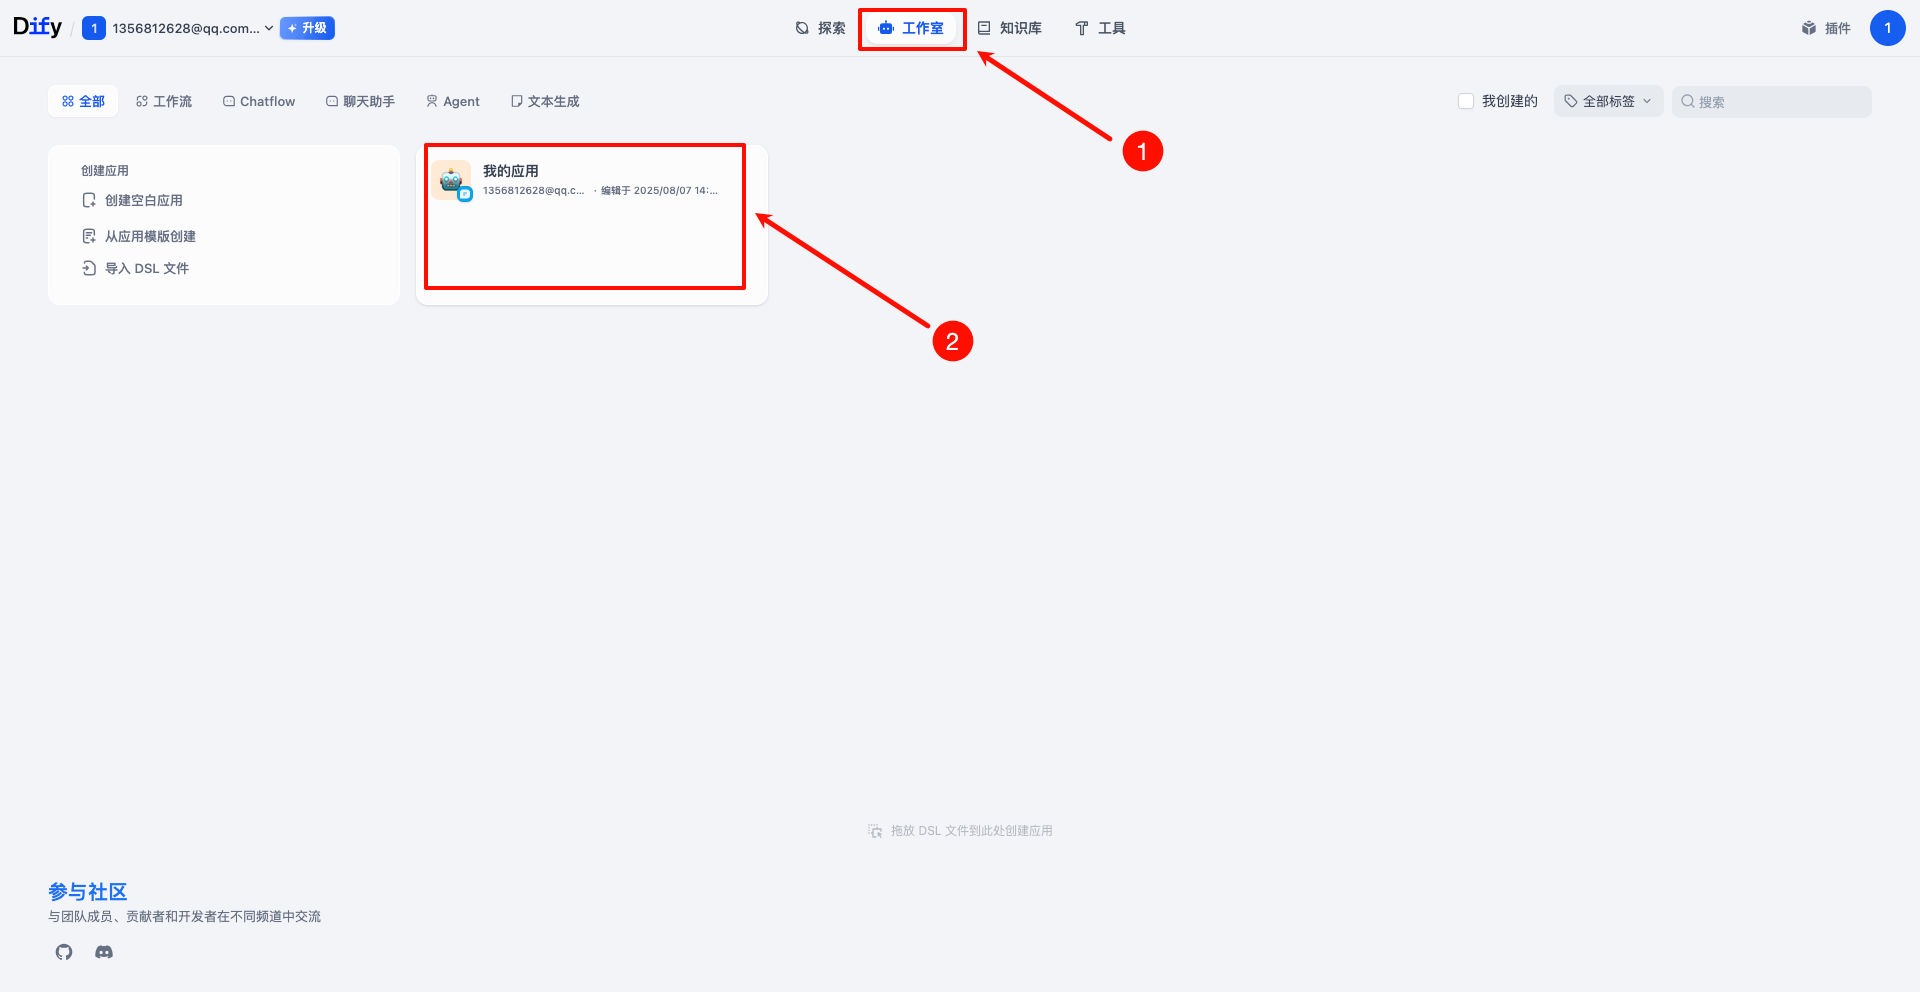 Dify / 1 1356812628@qq.com... 升级
探索 工作室 知识库 工具
插件 1
全部 工作流 Chatflow 聊天助手 Agent 文本生成
我创建的 全部标签 搜索
1
创建应用
创建空白应用
从应用模版创建
导入 DSL 文件
我的应用
1356812628@qq.c... · 编辑于 2025/08/07 14:...
2
拖放 DSL 文件到此处创建应用
参与社区
与团队成员、贡献者和开发者在不同频道中交流